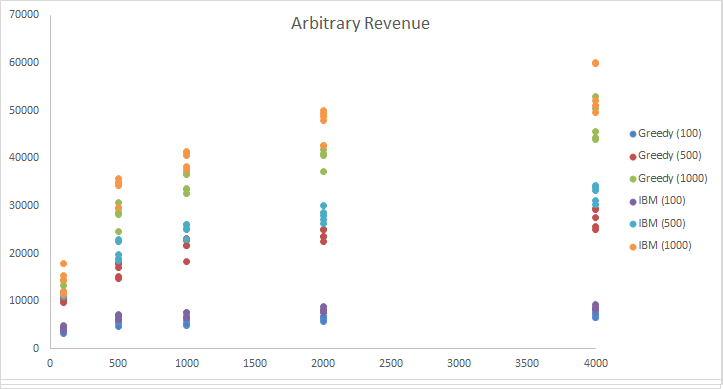 Arbitrary Revenue
70000
60000
50000
40000
30000
20000
10000
0
0 500 1000 1500 2000 2500 3000 3500 4000
Greedy (100)
Greedy (500)
Greedy (1000)
IBM (100)
IBM (500)
IBM (1000)